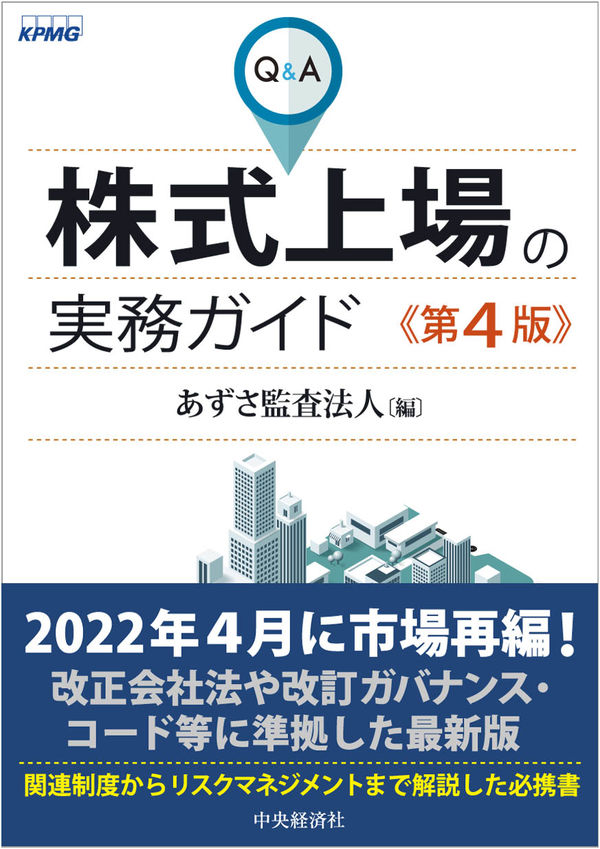 KPMG
Q&A
株式上場の
実務ガイド《第4版》
あずさ監査法人〔編〕
2022年4月に市場再編!
改正会社法や改訂ガバナンス・
コード等に準拠した最新版
関連制度からリスクマネジメントまで解説した必携書
中央経済社